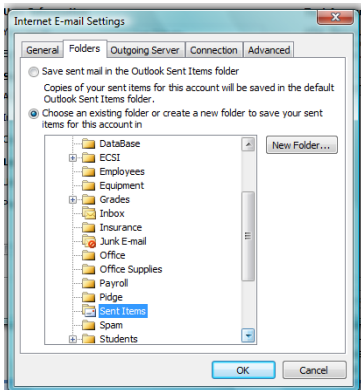 Internet E-mail Settings
General Folders Outgoing Server Connection Advanced
Save sent mail in the Outlook Sent Items folder
Copies of your sent items for this account will be saved in the default
Outlook Sent Items folder.
Choose an existing folder or create a new folder to save your sent
items for this account in
DataBase
New Folder...
ECSI
Employees
Equipment
Grades
Inbox
Insurance
Junk E-mail
Office
Office Supplies
Payroll
Pidge
Sent Items
Spam
Students
OK Cancel